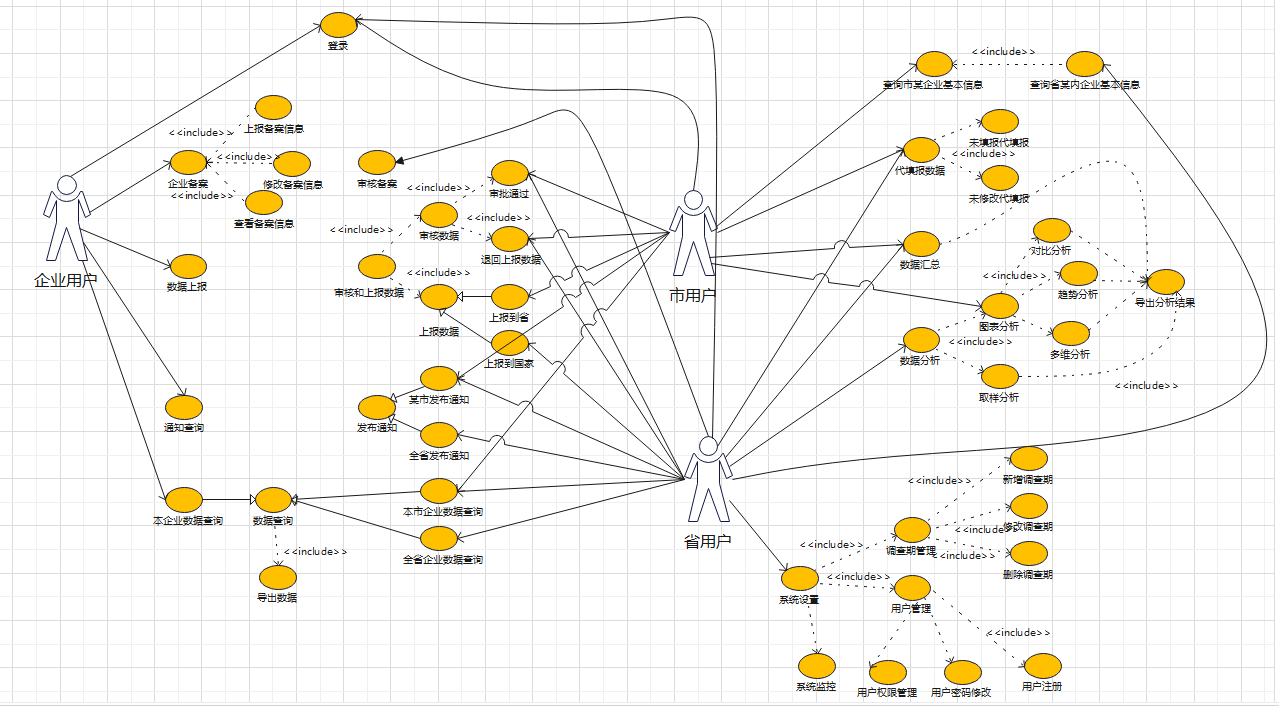 登录
<<include>>
查询市某企业基本信息
查询省某内企业基本信息
上报备案信息
<<include>>
<<include>>
企业备案
修改备案信息
<<include>>
查看备案信息
审核备案
<<include>>
审批通过
未填报代填报
<<include>>
代填报数据
未修改代填报
<<include>>
审核数据
<<include>>
退回上报数据
企业用户
数据上报
审核和上报数据
<<include>>
上报到省
上报数据
上报到国家
市用户
数据汇总
对比分析
<<include>>
趋势分析
导出分析结果
图表分析
<<include>>
多维分析
数据分析
取样分析
<<include>>
某市发布通知
通知查询
发布通知
全省发布通知
本企业数据查询
数据查询
本市企业数据查询
<<include>>
全省企业数据查询
导出数据
省用户
新增调查期
<<include>>
修改调查期
<<include>>
调查期管理
<<include>>
<<include>>
删除调查期
系统设置
<<include>>
用户管理
<<include>>
系统监控
用户权限管理
用户密码修改
用户注册